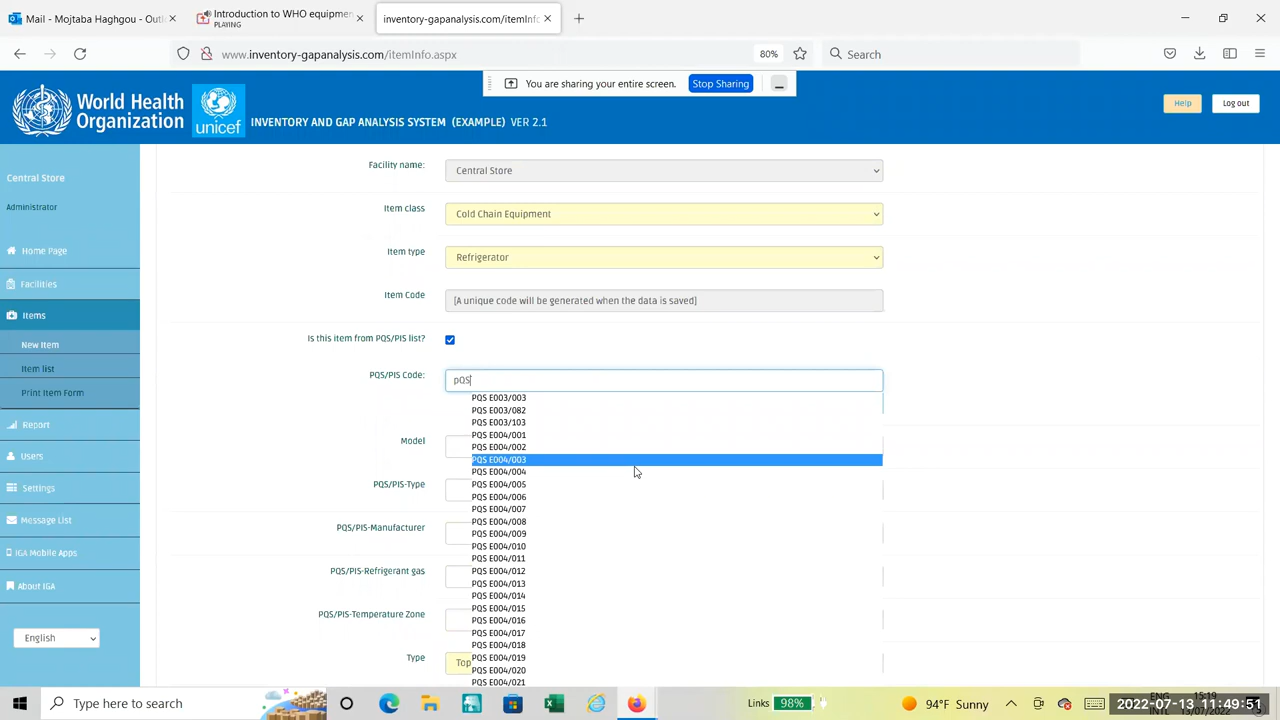 Mail - Mojtaba Haghgou - Outl
Introduction to WHO equipmen
PLAYING
inventory-gapanalysis.com/itemInfo
www.inventory-gapanalysis.com/itemInfo.aspx
80%
Search
You are sharing your entire screen.
Stop Sharing
World Health
Organization
unicef
INVENTORY AND GAP ANALYSIS SYSTEM (EXAMPLE) VER 2.1
Help
Log out
Central Store
Administrator
Home Page
Facilities
Items
New Item
Item list
Print Item Form
Report
Users
Settings
Message List
IGA Mobile Apps
About IGA
English
Facility name:
Central Store
Item class
Cold Chain Equipment
Item type
Refrigerator
Item Code
[A unique code will be generated when the data is saved]
Is this item from PQS/PIS list?
PQS/PIS Code:
pQS
PQS E003/003
PQS E003/082
PQS E003/103
PQS E004/001
PQS E004/002
PQS E004/003
PQS E004/004
PQS E004/005
PQS E004/006
PQS E004/007
PQS E004/008
PQS E004/009
PQS E004/010
PQS E004/011
PQS E004/012
PQS E004/013
PQS E004/014
PQS E004/015
PQS E004/016
PQS E004/017
PQS E004/018
PQS E004/019
PQS E004/020
PQS E004/021
Model
PQS/PIS-Type
PQS/PIS-Manufacturer
PQS/PIS-Refrigerant gas
PQS/PIS-Temperature Zone
Type
Top
Type here to search
Links
98%
94°F Sunny
ENG
INTL
15:19
13/07/2022
2022-07-13 11:49:51